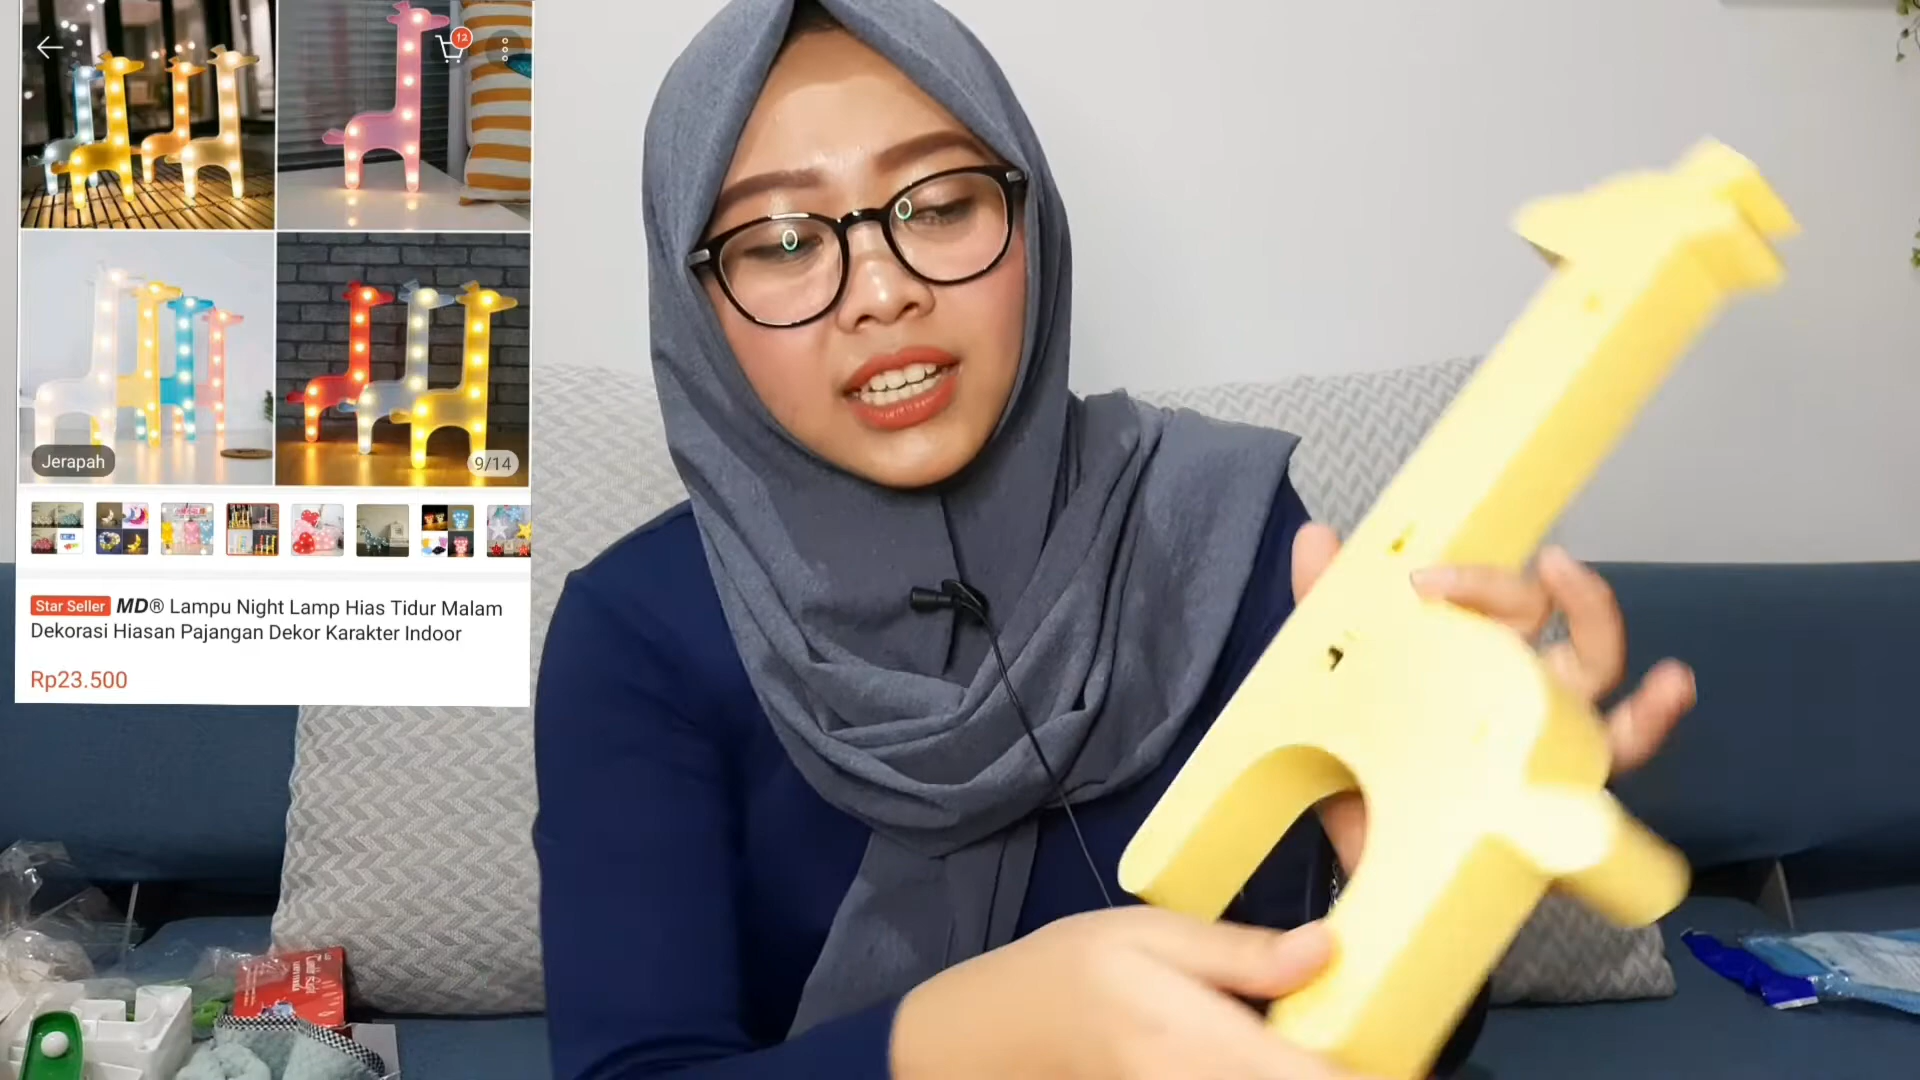 12
Jerapah
9/14
Star Seller MD® Lampu Night Lamp Hias Tidur Malam
Dekorasi Hiasan Pajangan Dekor Karakter Indoor
Rp23.500